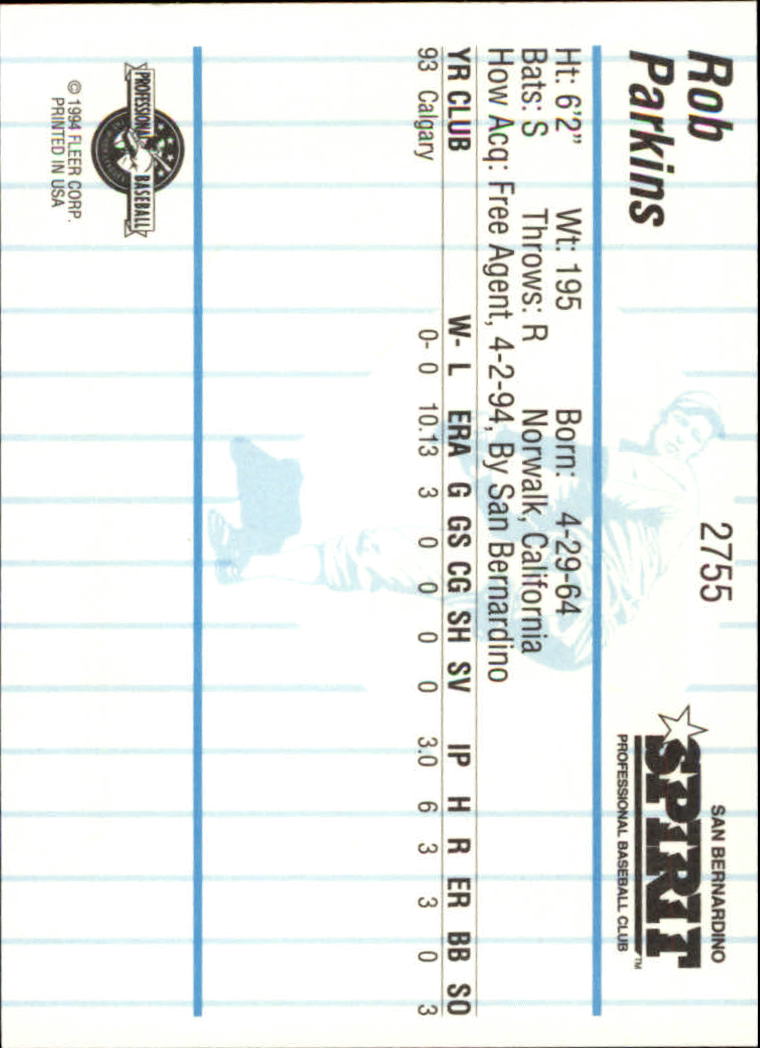 Rob
Parkins
2755
SAN BERNARDINO
SPIRIT™
PROFESSIONAL BASEBALL CLUB
Ht: 6'2" Wt: 195 Born: 4-29-64
Bats: S Throws: R Norwalk, California
How Acq: Free Agent, 4-2-94, By San Bernardino
YR CLUB W- L ERA G GS CG SH SV IP H R ER BB SO
93 Calgary 0- 0 10.13 3 0 0 0 0 3.0 6 3 3 0 3
PROFESSIONAL BASEBALL
© 1994 FLEER CORP.
PRINTED IN USA